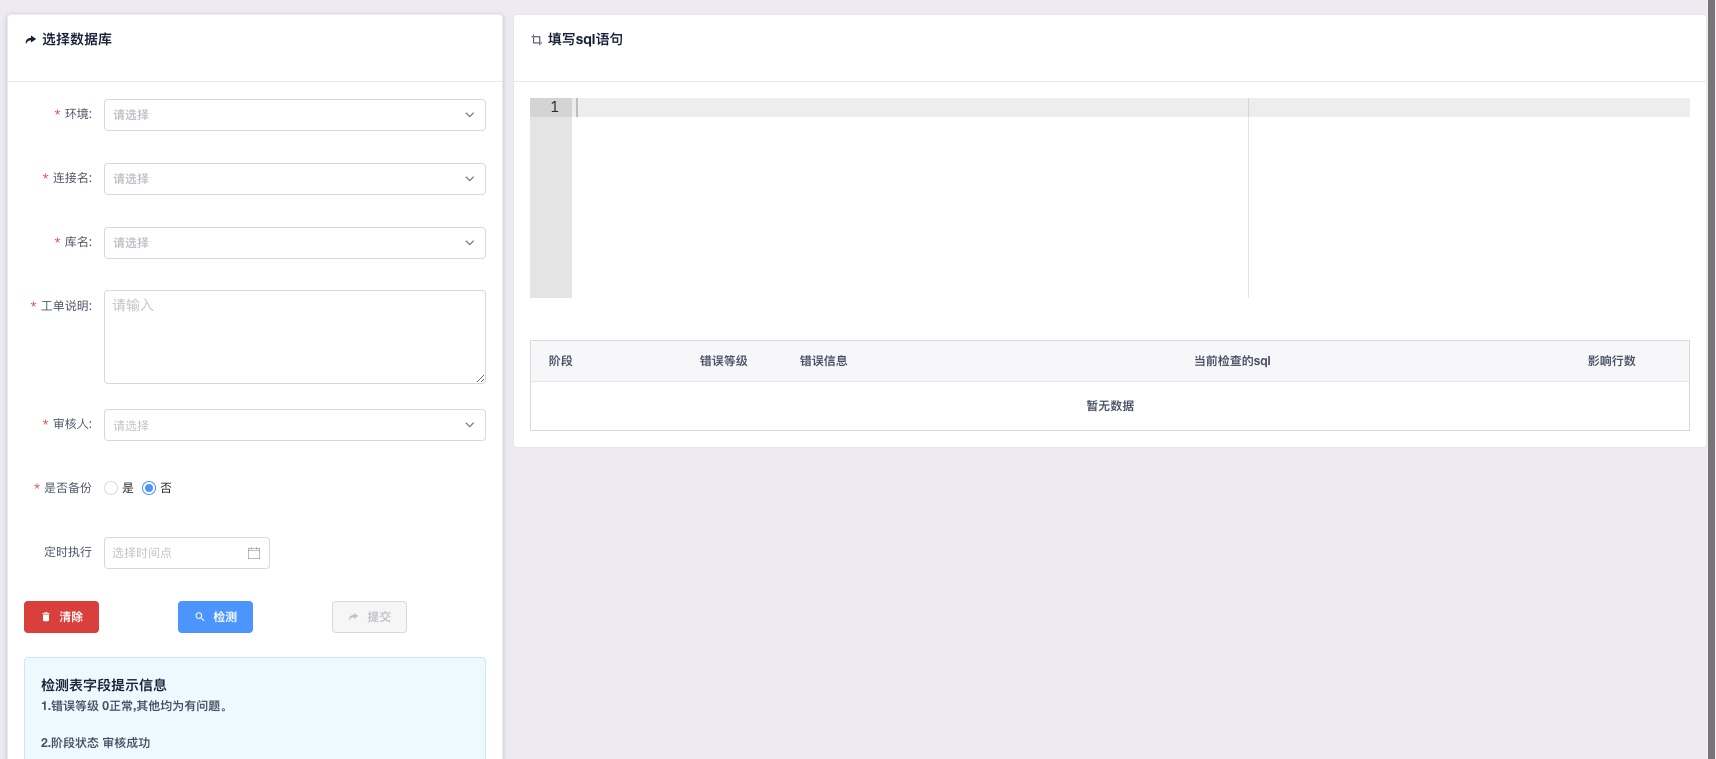 选择数据库
* 环境: 请选择
* 连接名: 请选择
* 库名: 请选择
* 工单说明: 请输入
* 审核人: 请选择
* 是否备份 是 否
定时执行 选择时间点
清除 检测 提交
检测表字段提示信息
1.错误等级 0正常,其他均为有问题。
2.阶段状态 审核成功
填写sql语句
1
阶段 错误等级 错误信息 当前检查的sql 影响行数
暂无数据